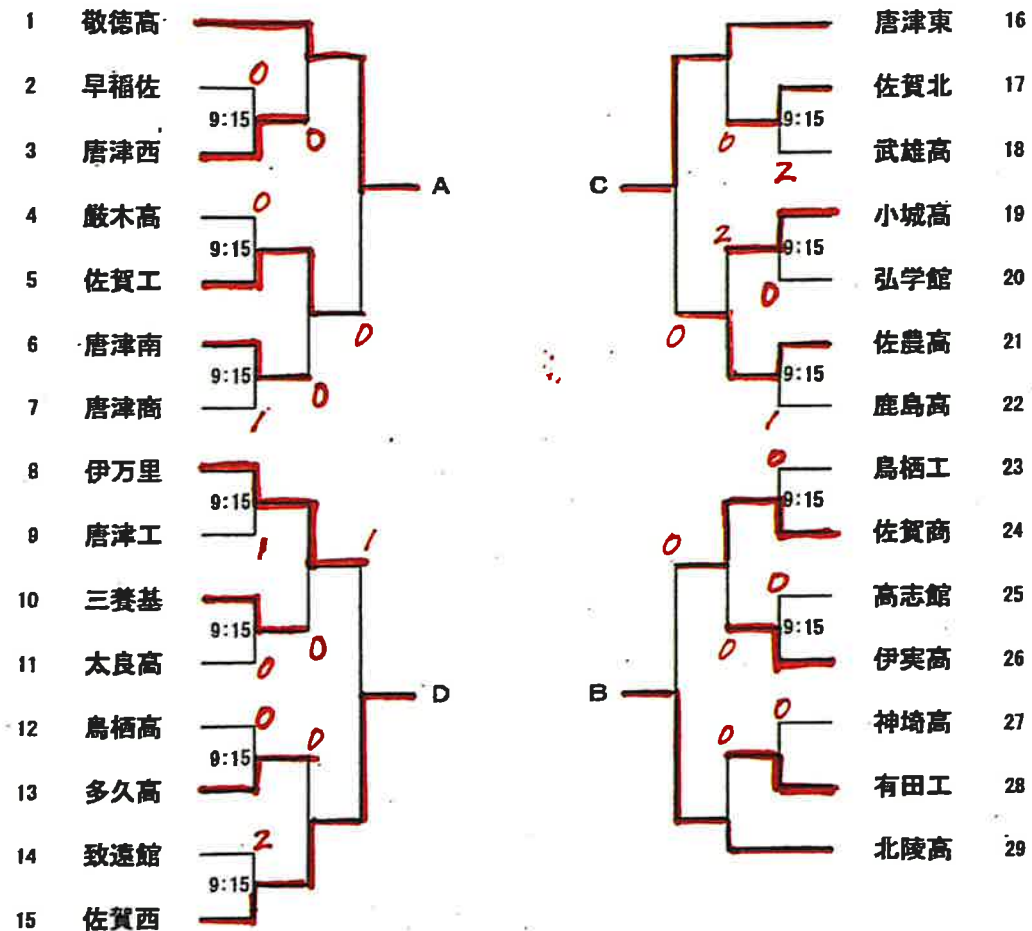 1 敬徳高
0
2 早稲佐
9:15
0
3 唐津西
A
4 厳木高
0
9:15
5 佐賀工
0
6 唐津南
9:15
0
7 唐津商
1
8 伊万里
9:15
9 唐津工
1
1
10 三養基
9:15
0
11 太良高
0
D
12 鳥栖高
0
0
9:15
13 多久高
14 致遠館
2
9:15
15 佐賀西
唐津東 16
佐賀北 17
9:15
0
武雄高 18
2
C
小城高 19
2
9:15
弘学館 20
0
0
佐農高 21
9:15
鹿島高 22
1
鳥栖工 23
0
9:15
佐賀商 24
0
高志館 25
0
9:15
0
伊実高 26
B
神埼高 27
0
0
有田工 28
北陵高 29